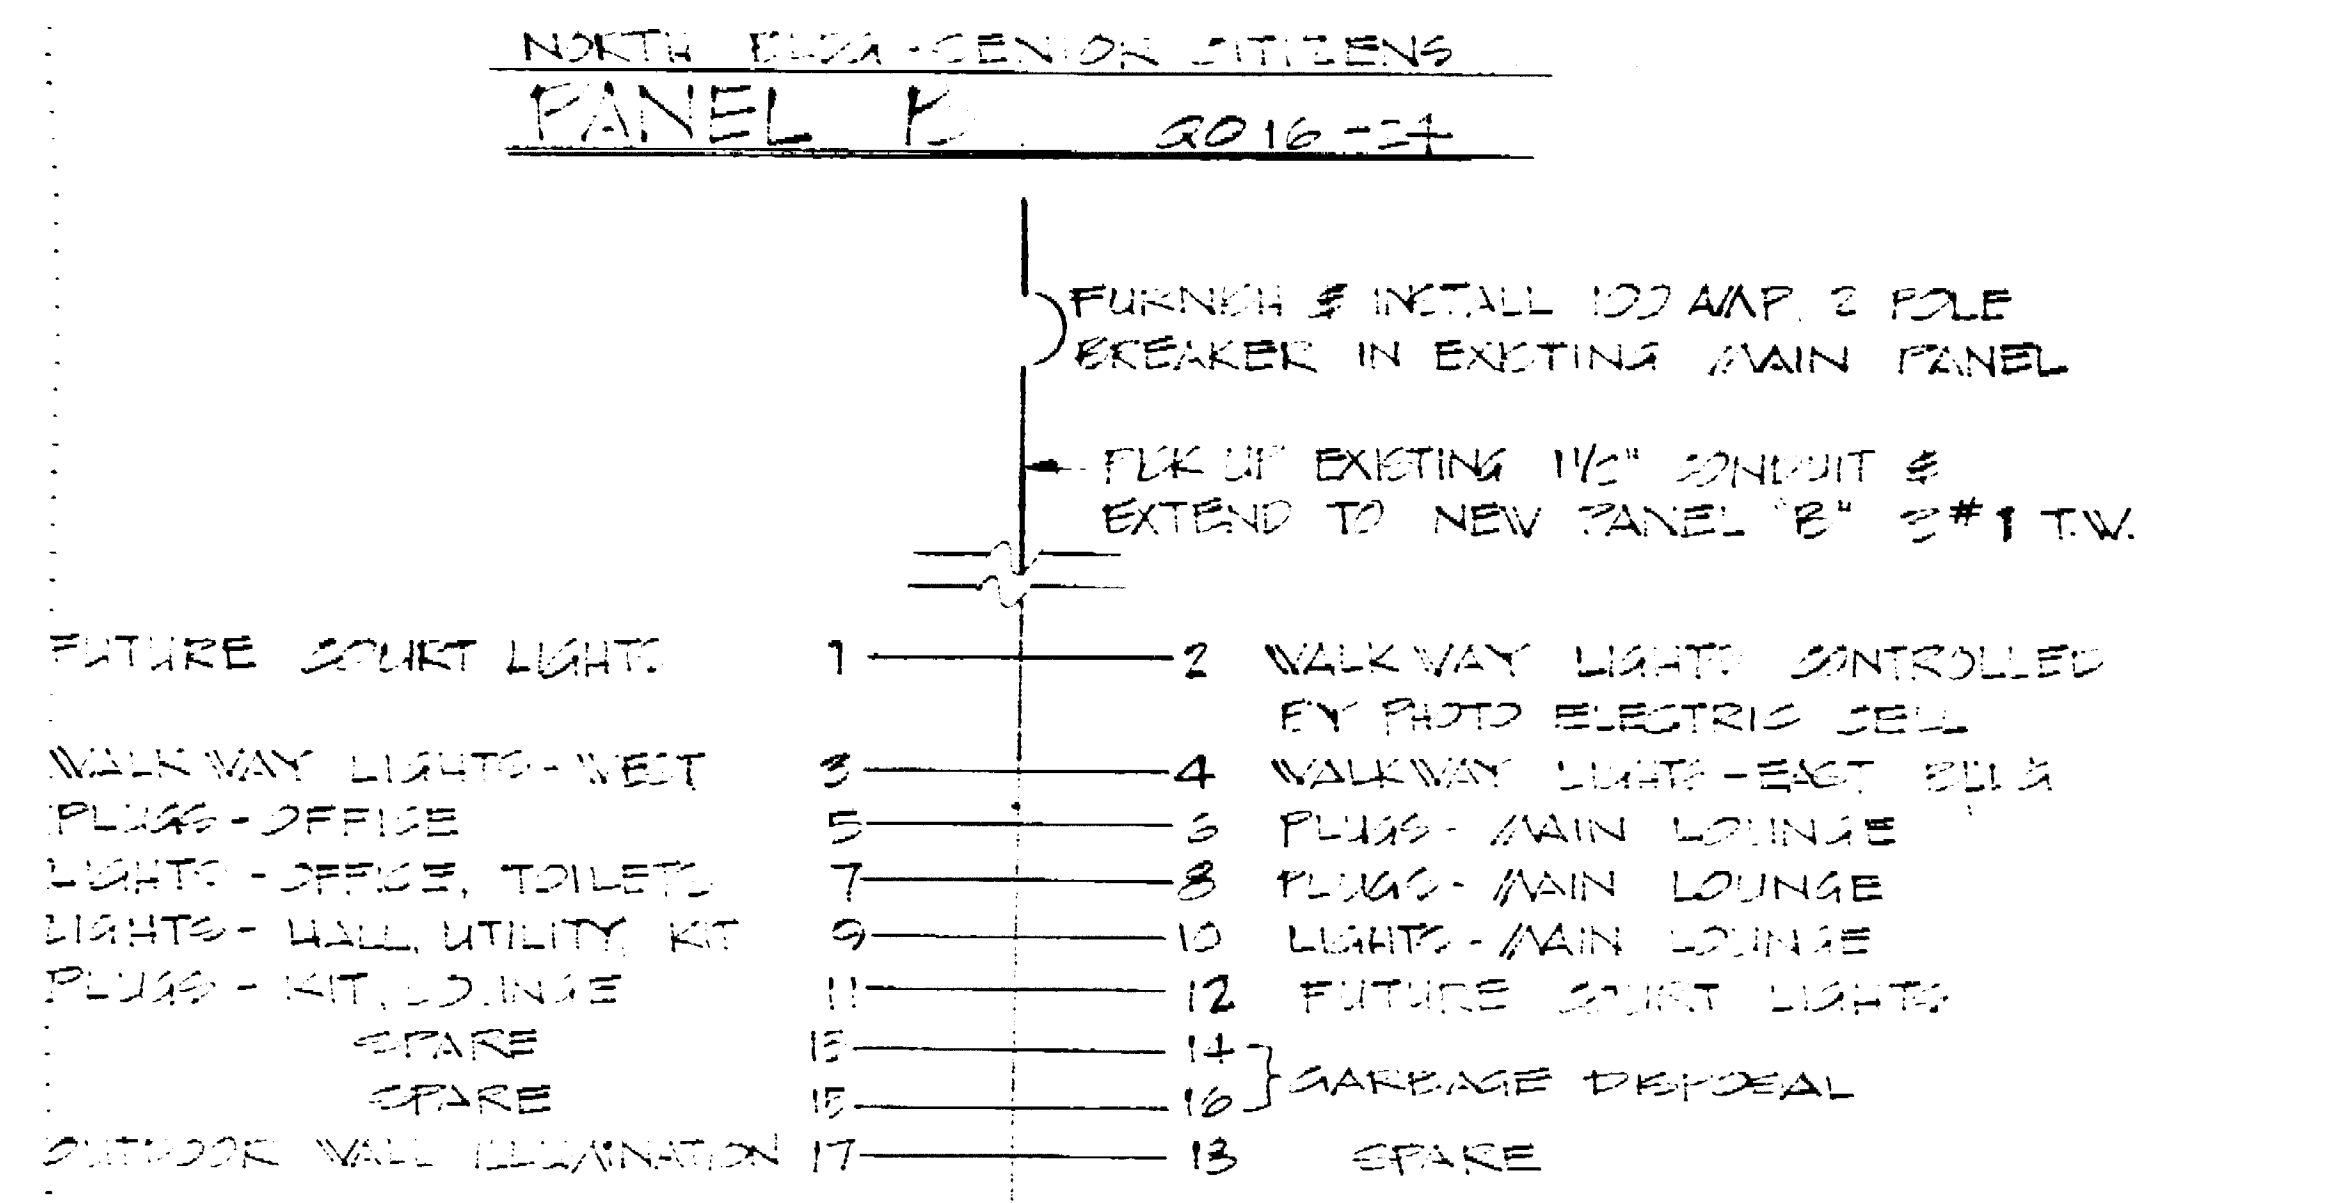 NORTH BLDG - SENIOR CITIZENS
PANEL B 2016-24
FURNISH & INSTALL 100 AMP. 2 POLE
BREAKER IN EXISTING MAIN PANEL
PICK UP EXISTING 1 1/2" CONDUIT &
EXTEND TO NEW PANEL "B" 3 #1 T.W.
FUTURE COURT LIGHTS 1 2 WALKWAY LIGHTS CONTROLLED
BY PHOTO ELECTRIC CELL
WALKWAY LIGHTS - WEST 3 4 WALKWAY LIGHTS - EAST BLDG
PLUGS - OFFICE 5 6 PLUGS - MAIN LOUNGE
LIGHTS - OFFICE, TOILETS 7 8 PLUGS - MAIN LOUNGE
LIGHTS - HALL, UTILITY, KIT 9 10 LIGHTS - MAIN LOUNGE
PLUGS - KIT, LOUNGE 11 12 FUTURE COURT LIGHTS
SPARE 13 14
GARBAGE DISPOSAL
SPARE 15 16
OUTDOOR WALL ILLUMINATION 17 18 SPARE